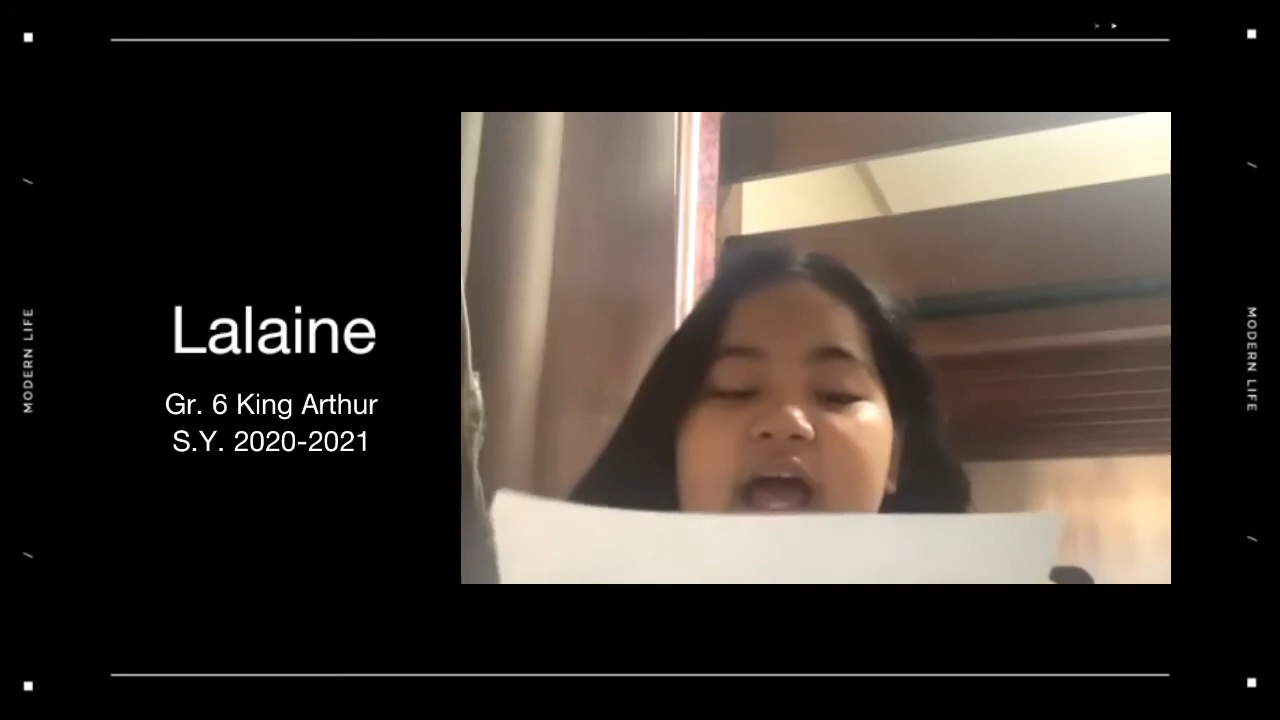 MODERN LIFE
Lalaine
Gr. 6 King Arthur
S.Y. 2020-2021
MODERN LIFE